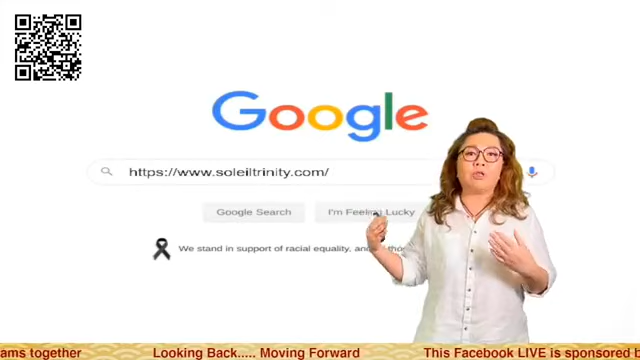 Google
https://www.soleiltrinity.com/
Google Search
I'm Feeling Lucky
We stand in support of racial equality, and
ams together
Looking Back..... Moving Forward
This Facebook LIVE is sponsored b